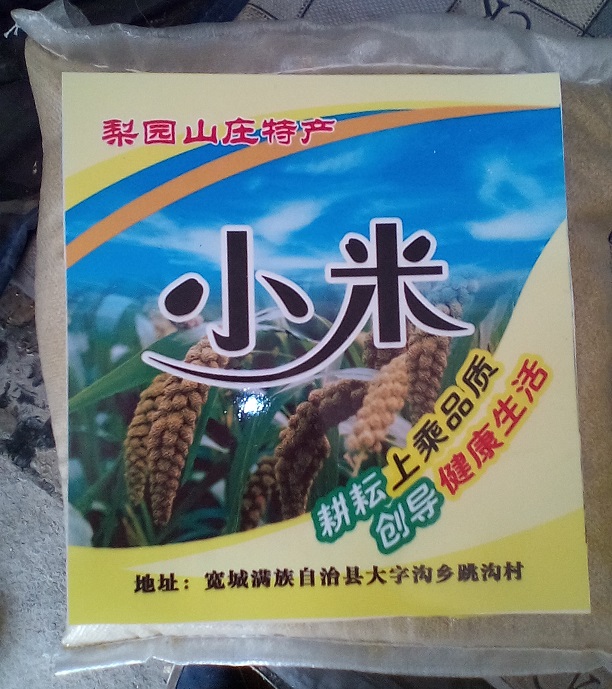 梨园山庄特产
小米
耕耘上乘品质
创导健康生活
地址：宽城满族自治县大字沟乡跳沟村